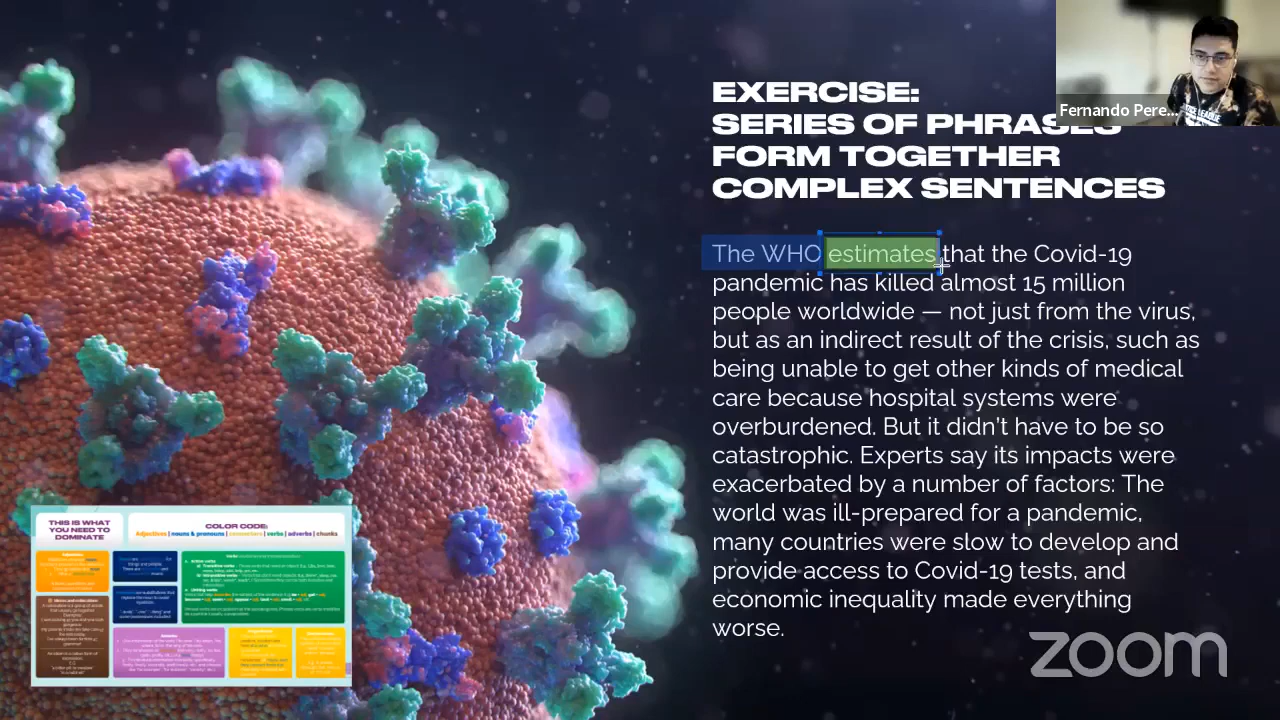 EXERCISE:
SERIES OF PHRASES
FORM TOGETHER
COMPLEX SENTENCES
Fernando Pere...
The WHO estimates that the Covid-19
pandemic has killed almost 15 million
people worldwide — not just from the virus,
but as an indirect result of the crisis, such as
being unable to get other kinds of medical
care because hospital systems were
overburdened. But it didn't have to be so
catastrophic. Experts say its impacts were
exacerbated by a number of factors: The
world was ill-prepared for a pandemic,
many countries were slow to develop and
provide access to Covid-19 tests, and
economic inequity made everything
worse.
THIS IS WHAT
YOU NEED TO
DOMINATE
COLOR CODE:
Adjectives | nouns & pronouns | connectors | verbs | adverbs | chunks
zoom